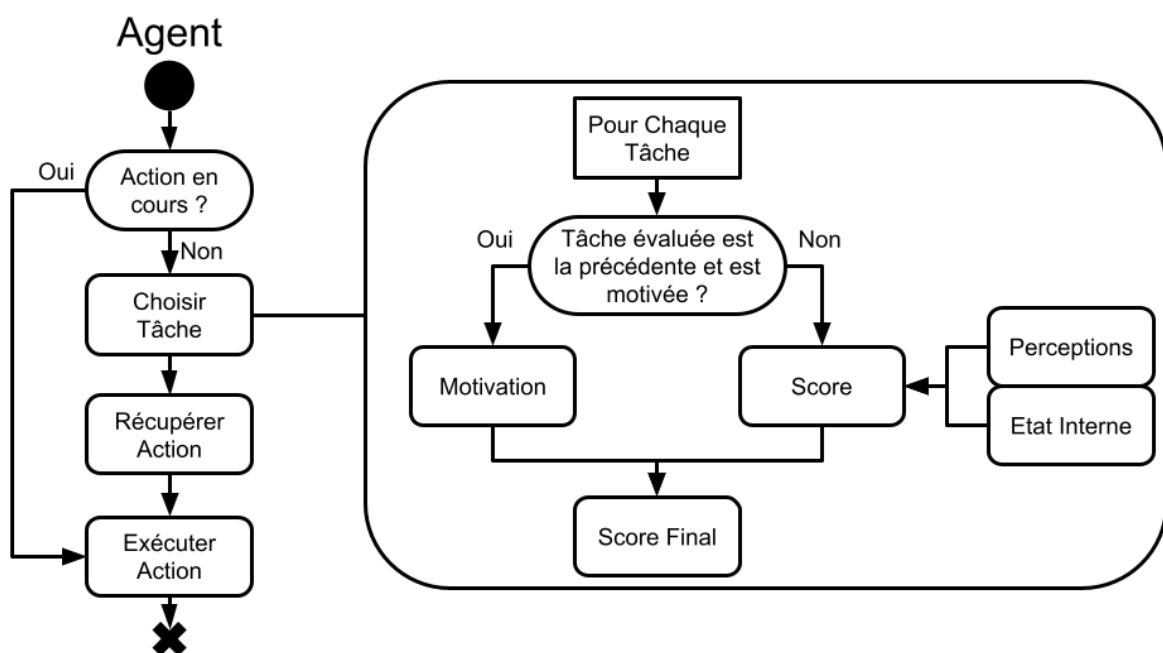 Agent
Oui
Action en
cours ?
Non
Choisir
Tâche
Récupérer
Action
Exécuter
Action
Pour Chaque
Tâche
Oui
Tâche évaluée est
la précédente et est
motivée ?
Non
Motivation
Score
Perceptions
Etat Interne
Score Final